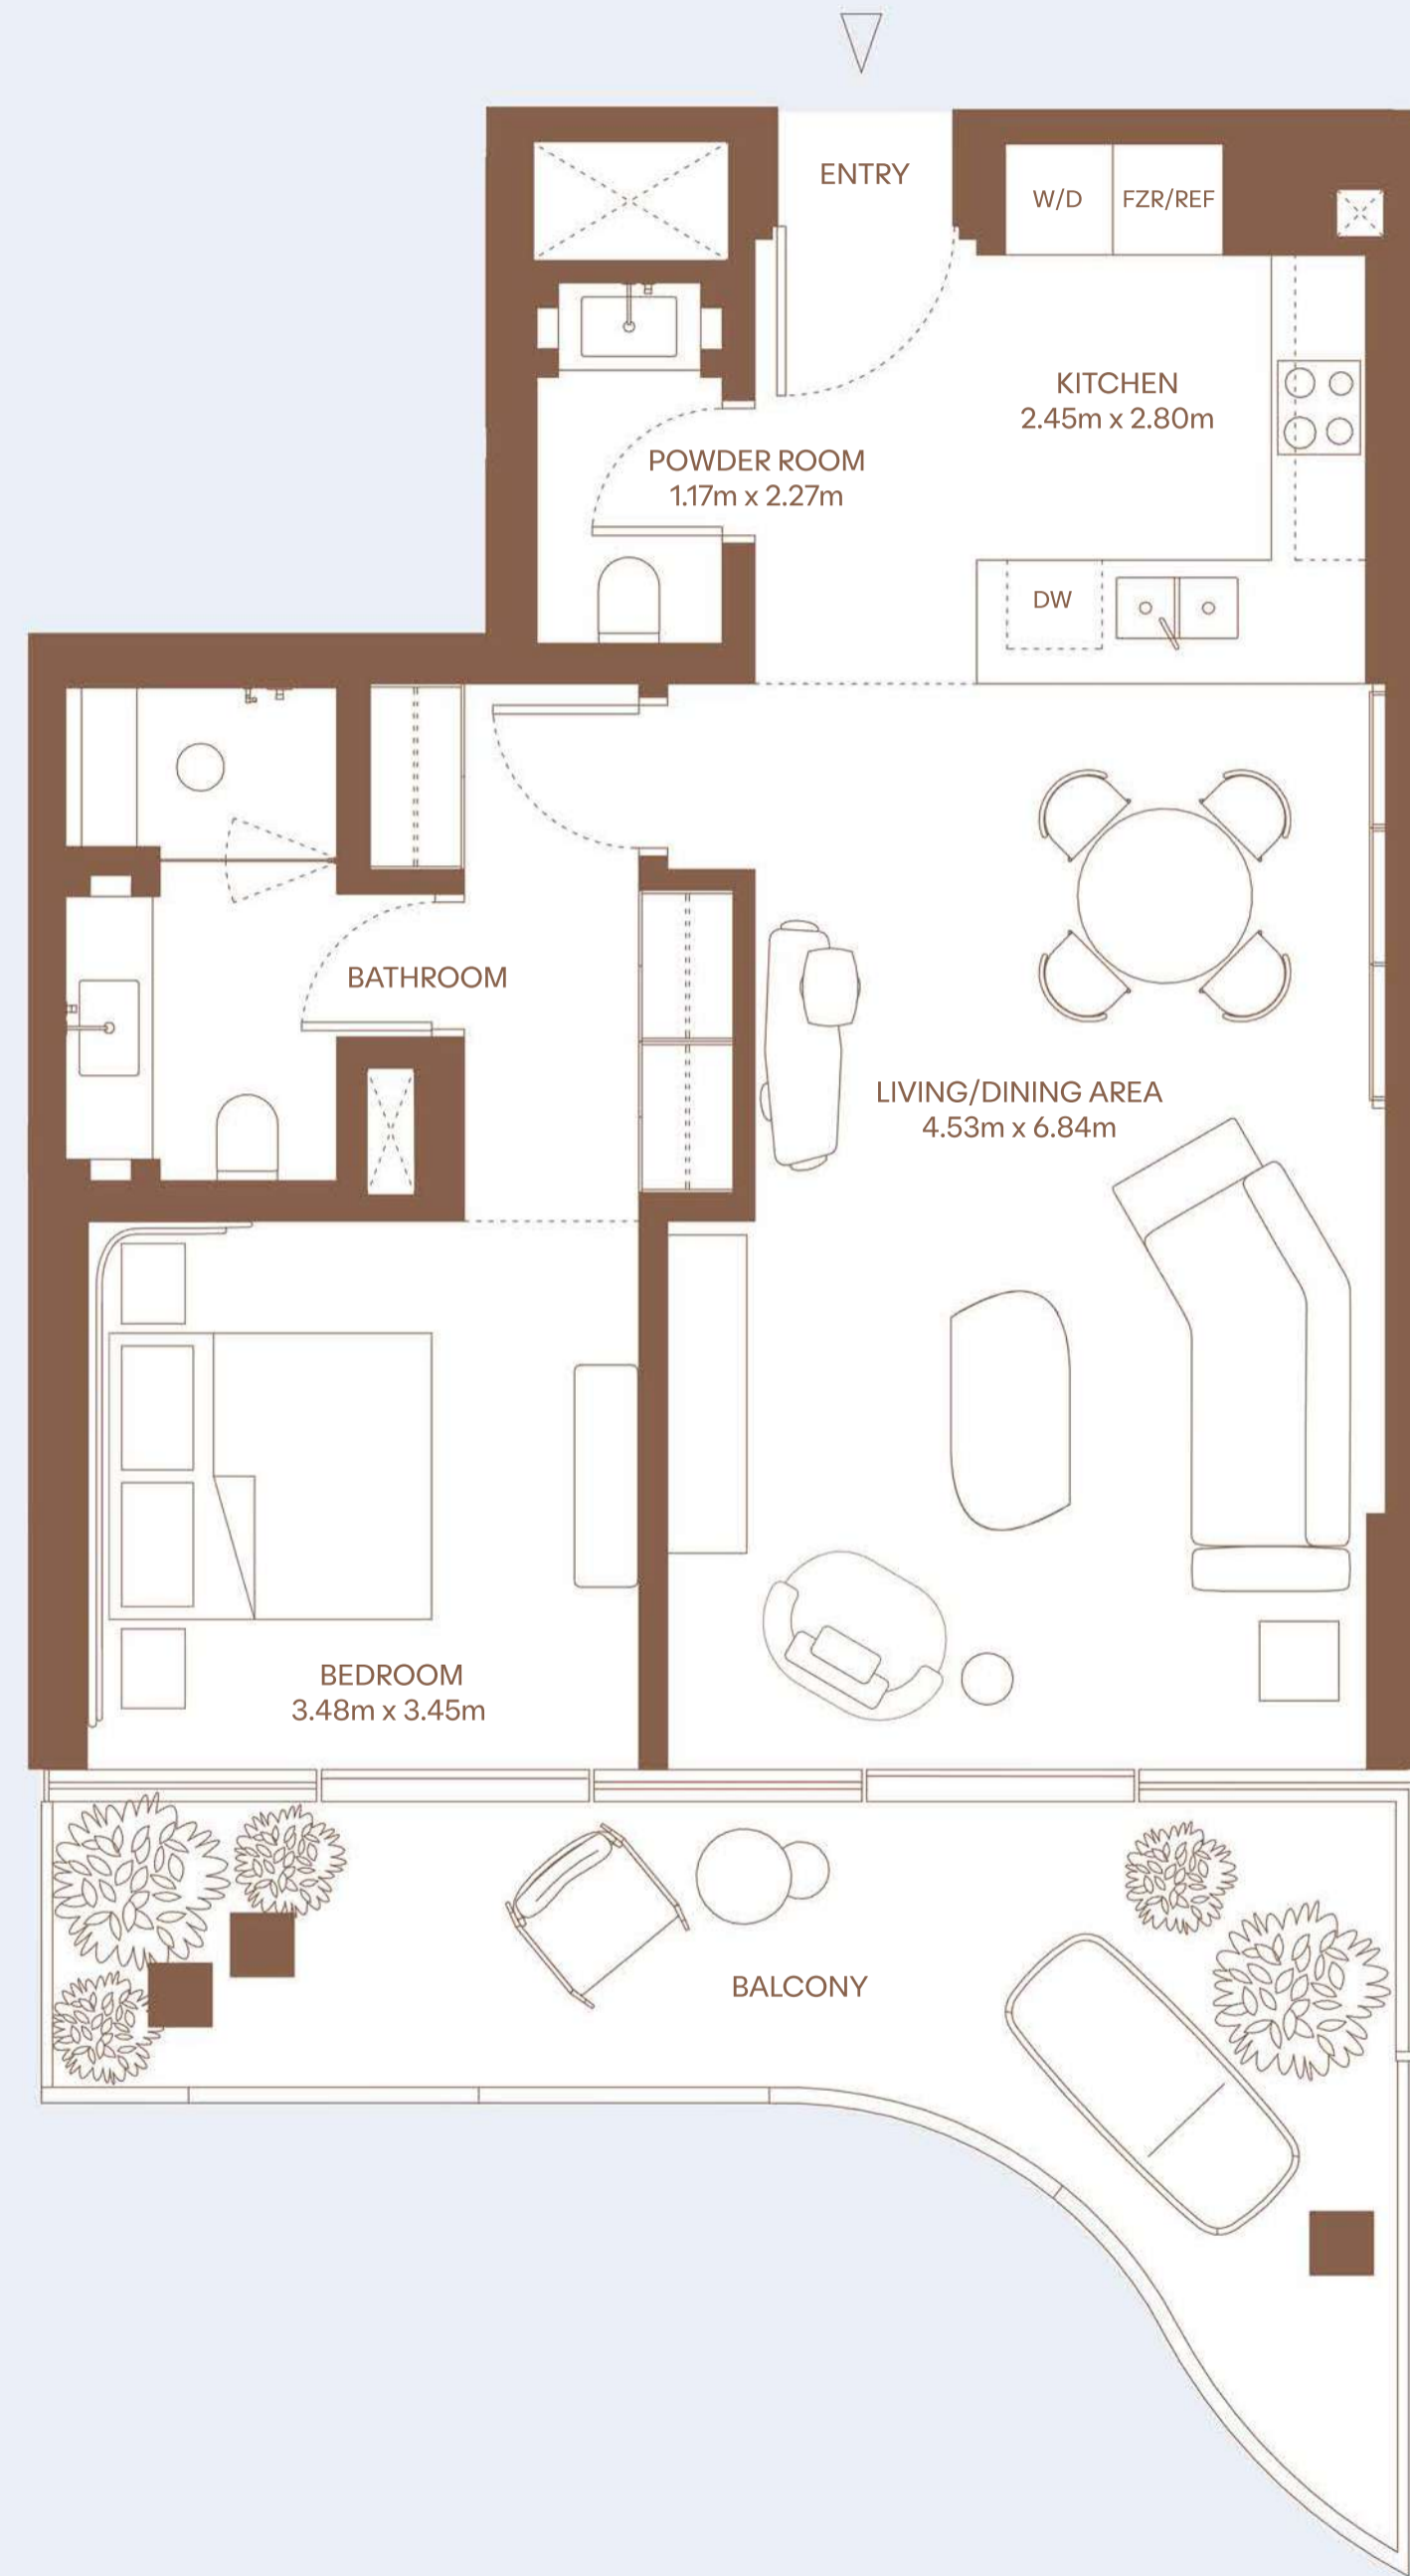 ENTRY
W/D
FZR/REF
KITCHEN
2.45m x 2.80m
POWDER ROOM
1.17m x 2.27m
DW
BATHROOM
LIVING/DINING AREA
4.53m x 6.84m
BEDROOM
3.48m x 3.45m
BALCONY